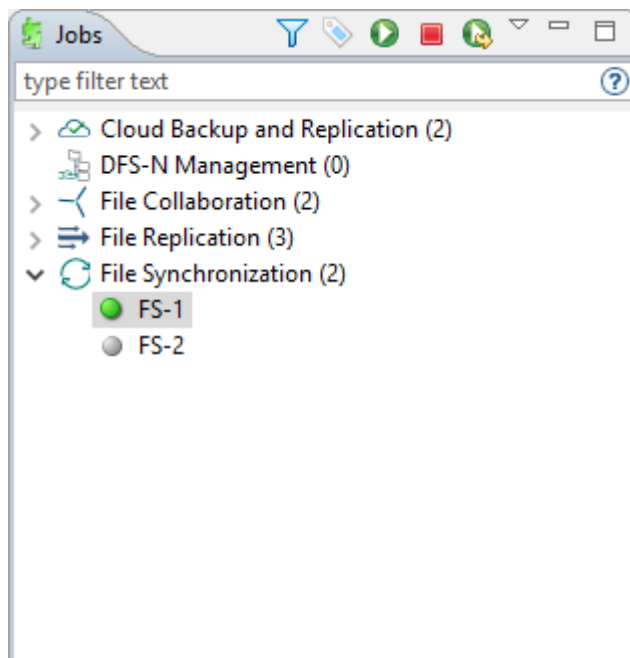 Jobs
type filter text
Cloud Backup and Replication (2)
DFS-N Management (0)
File Collaboration (2)
File Replication (3)
File Synchronization (2)
FS-1
FS-2